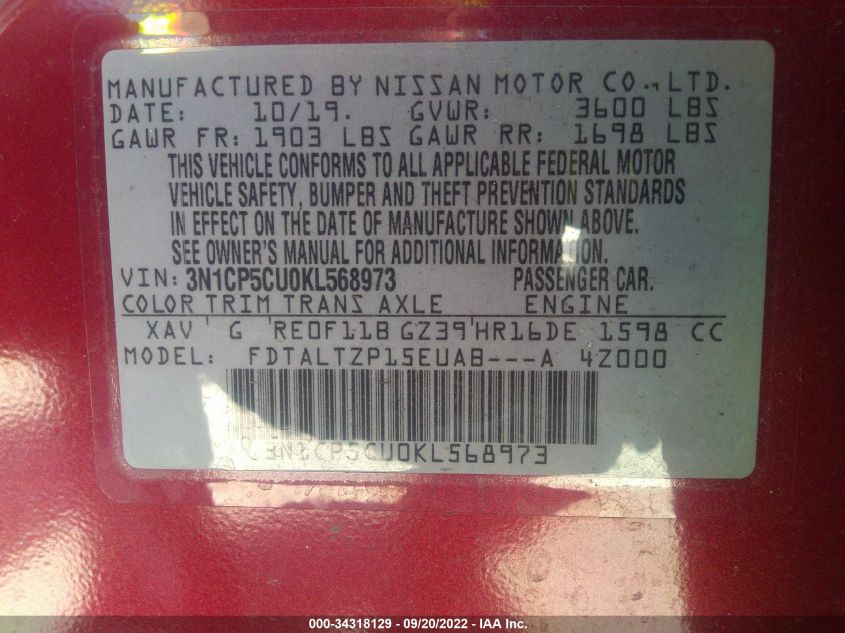 MANUFACTURED BY NISSAN MOTOR CO., LTD.
DATE: 10/19. GVWR: 3600 LBS
GAWR FR: 1903 LBS GAWR RR: 1698 LBS
THIS VEHICLE CONFORMS TO ALL APPLICABLE FEDERAL MOTOR
VEHICLE SAFETY, BUMPER AND THEFT PREVENTION STANDARDS
IN EFFECT ON THE DATE OF MANUFACTURE SHOWN ABOVE.
SEE OWNER'S MANUAL FOR ADDITIONAL INFORMATION.
VIN: 3N1CP5CU0KL568973 PASSENGER CAR.
COLOR TRIM TRANS AXLE ENGINE
XAV G RE0F11B GZ39 HR16DE 1598 CC
MODEL: FDTALTZP15EUAB---A 4Z000
3N1CP5CU0KL568973
000-34318129 - 09/20/2022 - IAA Inc.